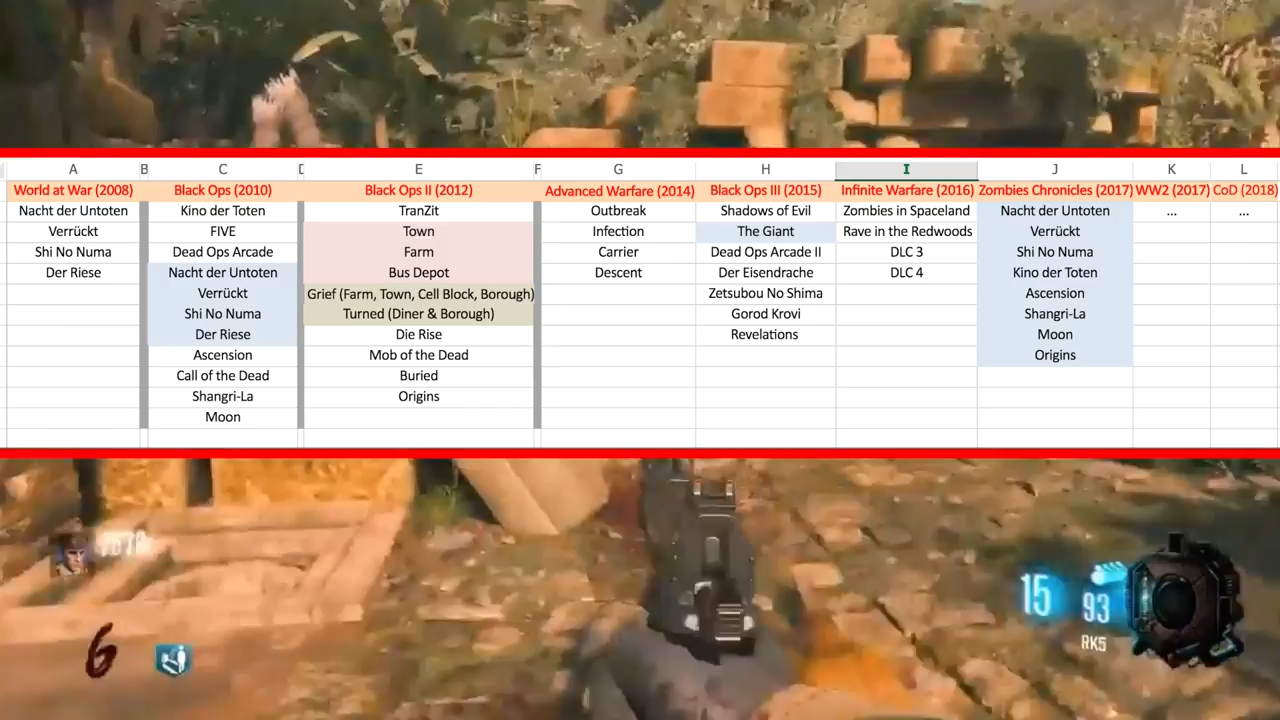 A B C D E F G H I J K L
World at War (2008) Black Ops (2010) Black Ops II (2012) Advanced Warfare (2014) Black Ops III (2015) Infinite Warfare (2016) Zombies Chronicles (2017) WW2 (2017) CoD (2018)
Nacht der Untoten Kino der Toten TranZit Outbreak Shadows of Evil Zombies in Spaceland Nacht der Untoten ... ...
Verrückt FIVE Town Infection The Giant Rave in the Redwoods Verrückt
Shi No Numa Dead Ops Arcade Farm Carrier Dead Ops Arcade II DLC 3 Shi No Numa
Der Riese Nacht der Untoten Bus Depot Descent Der Eisendrache DLC 4 Kino der Toten
Verrückt Grief (Farm, Town, Cell Block, Borough) Zetsubou No Shima Ascension
Shi No Numa Turned (Diner & Borough) Gorod Krovi Shangri-La
Der Riese Die Rise Revelations Moon
Ascension Mob of the Dead Origins
Call of the Dead Buried
Shangri-La Origins
Moon
15
93
RK5
6